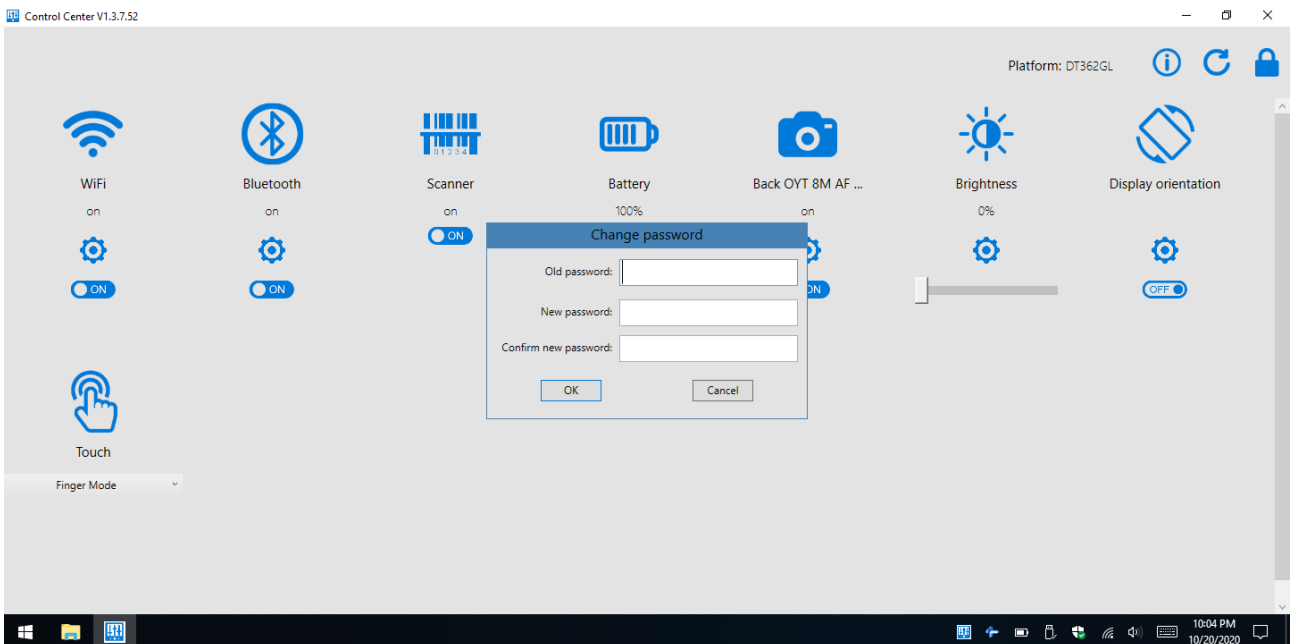 Control Center V1.3.7.52
Platform: DT362GL
01234
WiFi
Bluetooth
Scanner
Battery
Back OYT 8M AF ...
Brightness
Display orientation
on
on
on
100%
on
0%
ON
ON
ON
ON
OFF
Change password
Old password:
New password:
Confirm new password:
OK
Cancel
Touch
Finger Mode
10:04 PM
10/20/2020